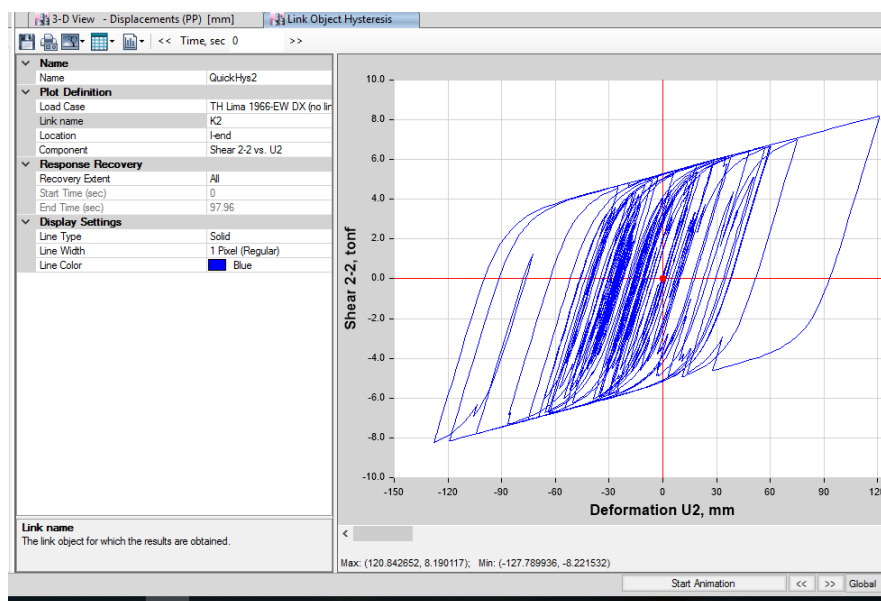 3-D View - Displacements (PP) [mm] Link Object Hysteresis
<< Time, sec 0 >>
Name
Name QuickHys2
Plot Definition
Load Case TH Lima 1966-EW DX (no lin
Link name K2
Location I-end
Component Shear 2-2 vs. U2
Response Recovery
Recovery Extent All
Start Time (sec) 0
End Time (sec) 97.96
Display Settings
Line Type Solid
Line Width 1 Pixel (Regular)
Line Color Blue
Link name
The link object for which the results are obtained.
Shear 2-2, tonf
10.0
8.0
6.0
4.0
2.0
0.0
-2.0
-4.0
-6.0
-8.0
-10.0
-150 -120 -90 -60 -30 0 30 60 90 120
Deformation U2, mm
<
Max: (120.842652, 8.190117); Min: (-127.789936, -8.221532)
Start Animation << >> Global